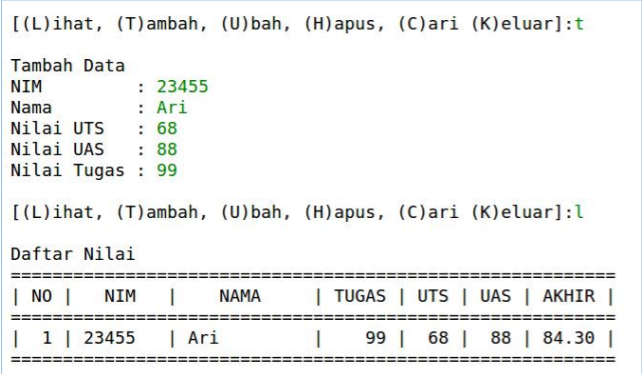 [(L)ihat, (T)ambah, (U)bah, (H)apus, (C)ari (K)eluar]:t
Tambah Data
NIM         : 23455
Nama        : Ari
Nilai UTS   : 68
Nilai UAS   : 88
Nilai Tugas : 99
[(L)ihat, (T)ambah, (U)bah, (H)apus, (C)ari (K)eluar]:l
Daftar Nilai
==========================================================
| NO |   NIM   |    NAMA     | TUGAS | UTS | UAS | AKHIR |
==========================================================
|  1 | 23455   | Ari         |    99 |  68 |  88 | 84.30 |
==========================================================